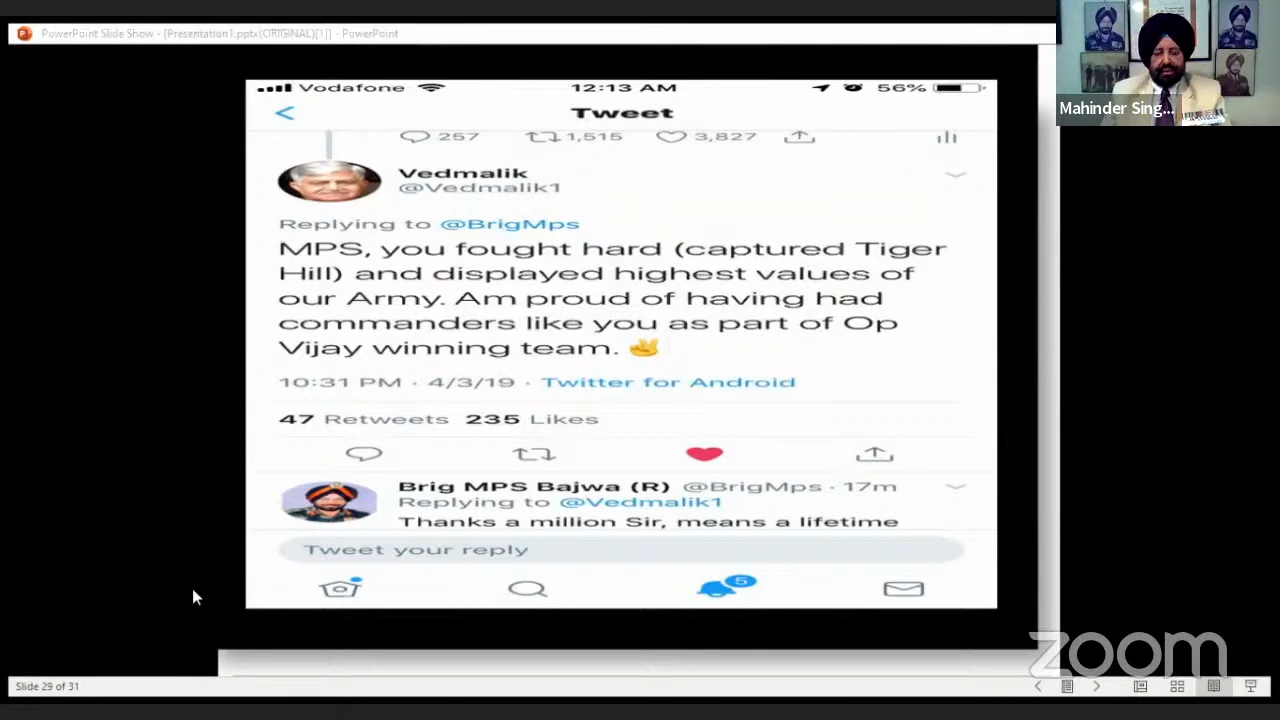 PowerPoint Slide Show - [Presentation1.pptx(ORIGINAL)[1]] - PowerPoint
Mahinder Sing...
Vodafone 12:13 AM 56%
Tweet
257 1,515 3,827
Vedmalik
@Vedmalik1
Replying to @BrigMps
MPS, you fought hard (captured Tiger
Hill) and displayed highest values of
our Army. Am proud of having had
commanders like you as part of Op
Vijay winning team. ✌️
10:31 PM · 4/3/19 · Twitter for Android
47 Retweets 235 Likes
Brig MPS Bajwa (R) @BrigMps · 17m
Replying to @Vedmalik1
Thanks a million Sir, means a lifetime
Tweet your reply
5
zoom
Slide 29 of 31